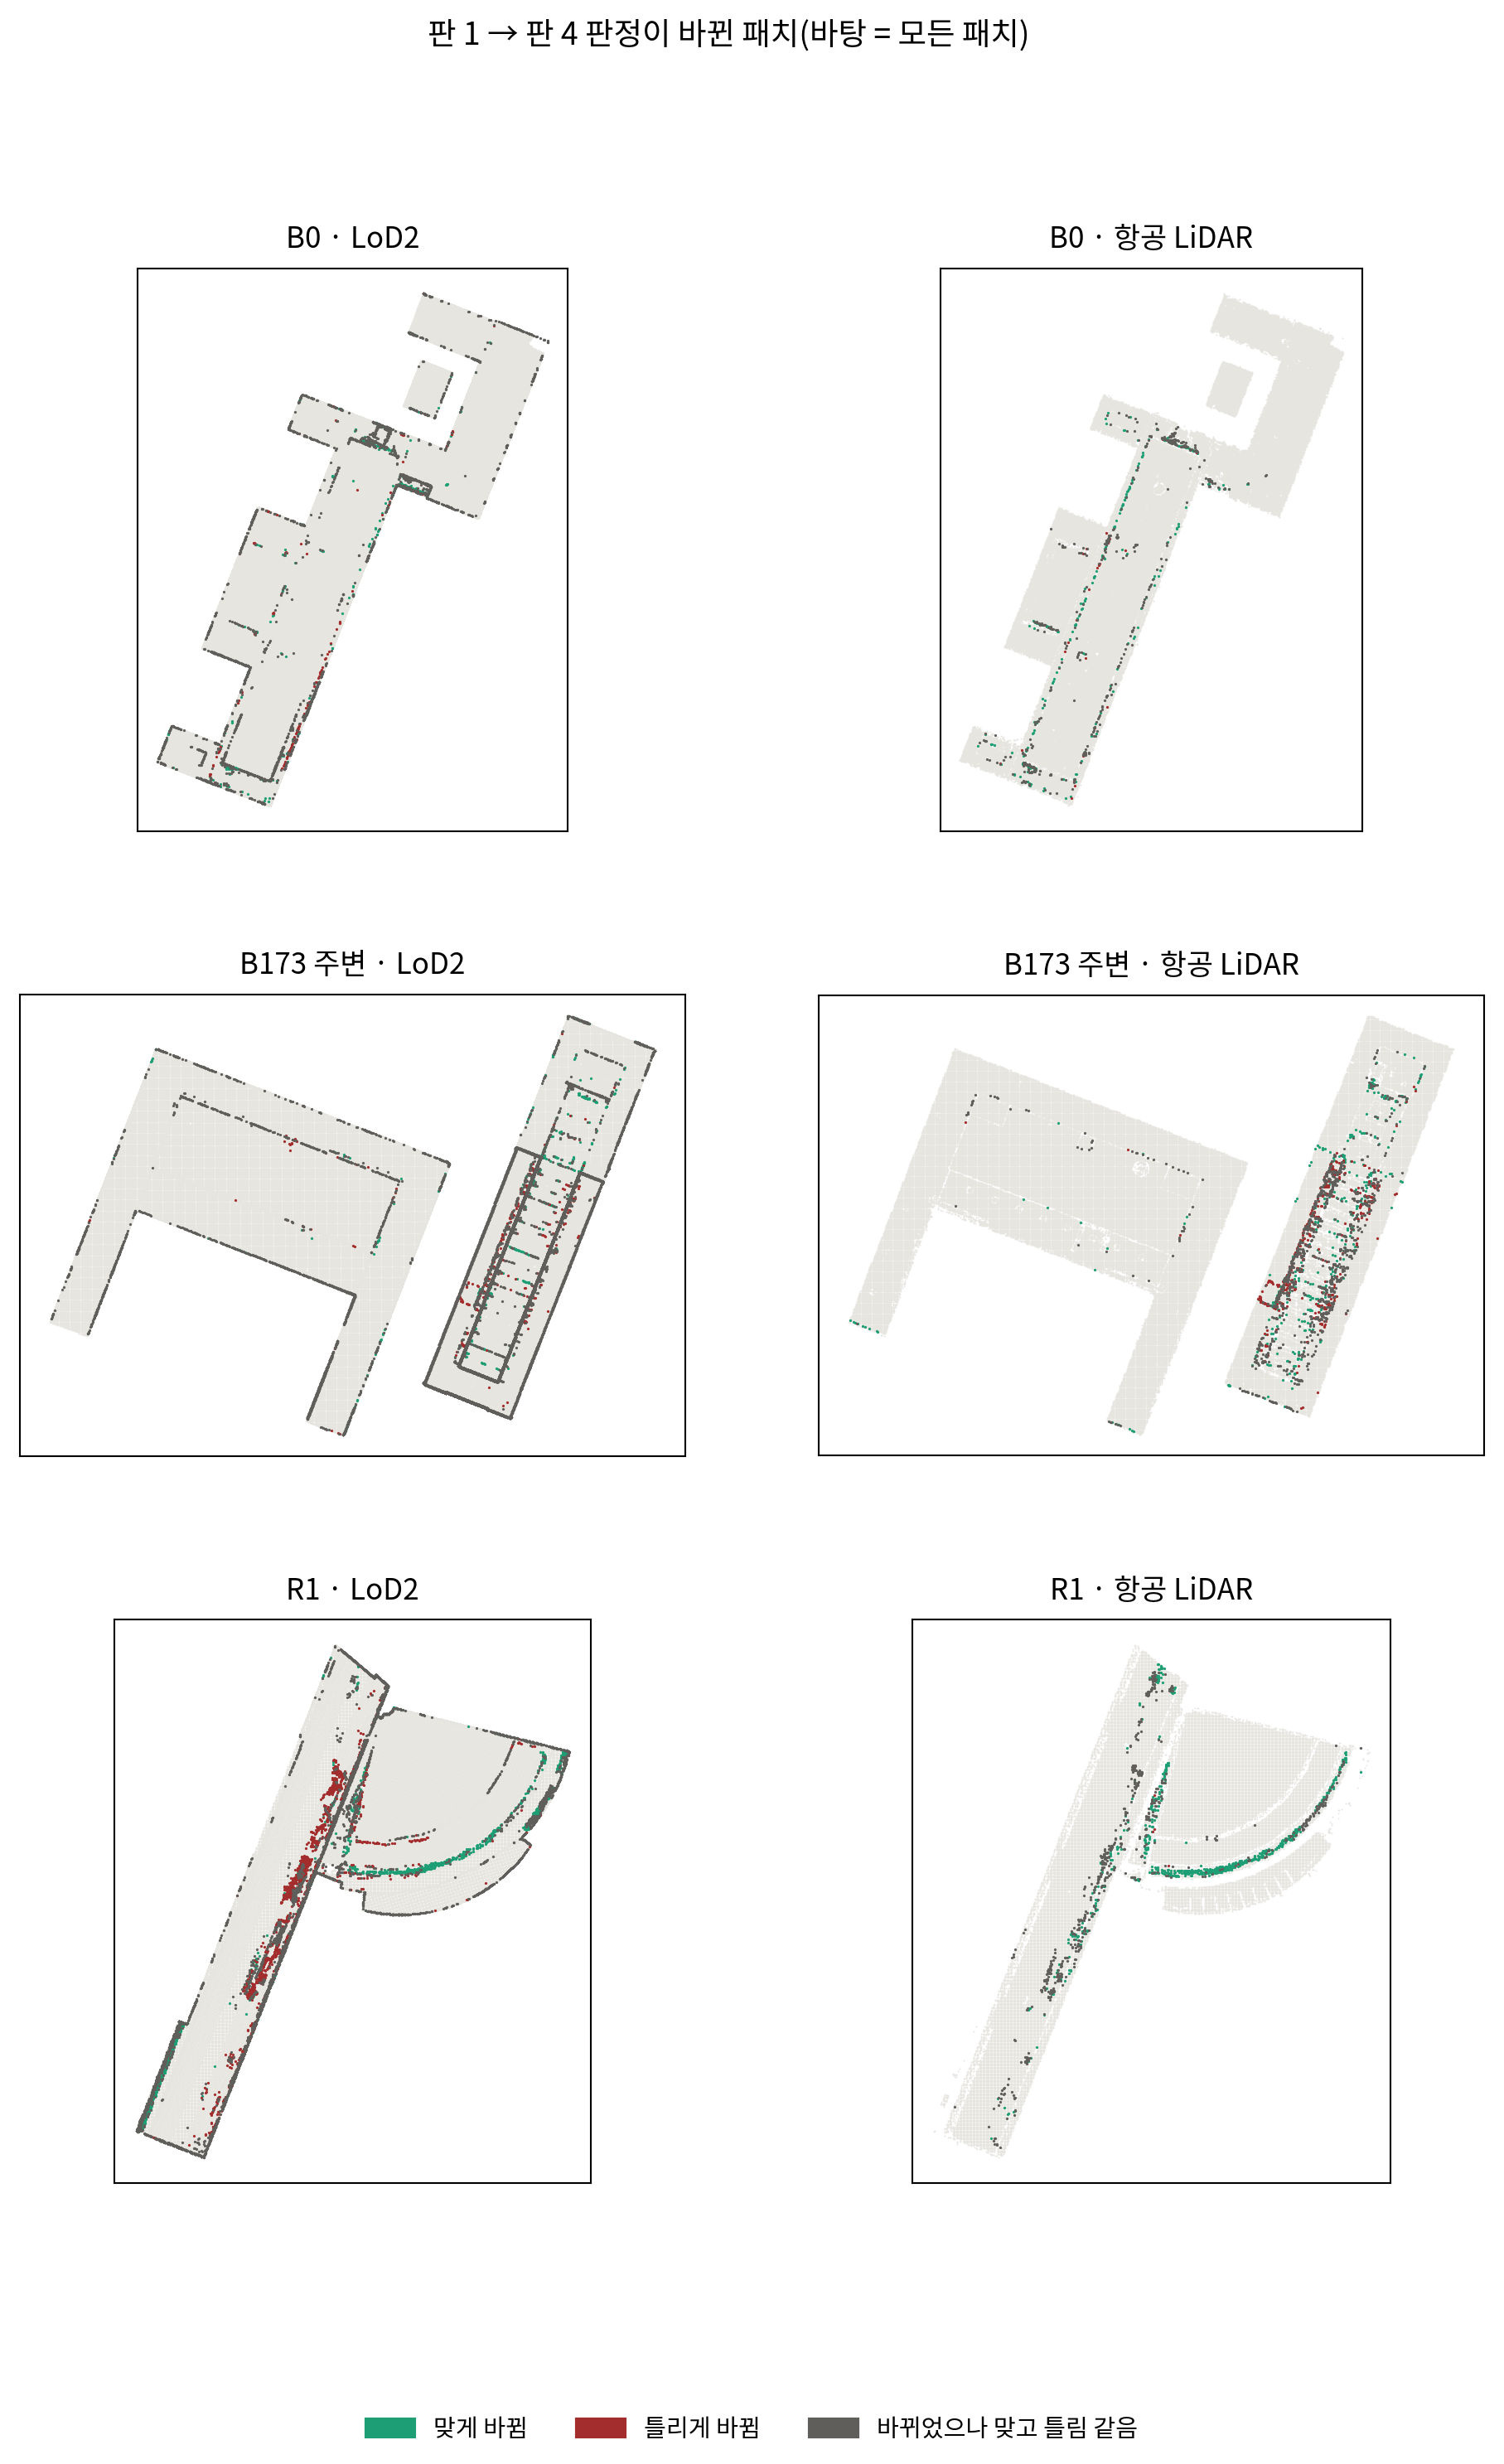 판 1 → 판 4 판정이 바뀐 패치(바탕 = 모든 패치)
B0 · LoD2
B0 · 항공 LiDAR
B173 주변 · LoD2
B173 주변 · 항공 LiDAR
R1 · LoD2
R1 · 항공 LiDAR
맞게 바뀜
틀리게 바뀜
바뀌었으나 맞고 틀림 같음